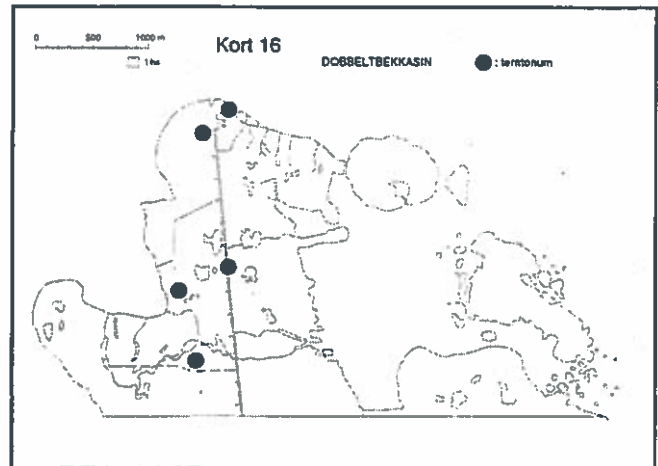 Kort 16
0 500 1000 m
1 ha
DOBBELTBEKKASIN
: territorium